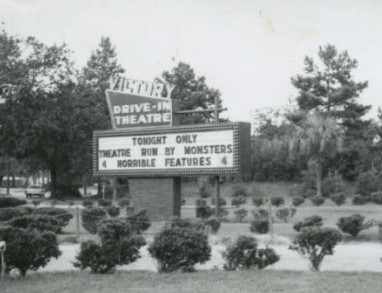 VICTORY
DRIVE-IN
THEATRE
TONIGHT ONLY
THEATRE RUN BY MONSTERS
4 HORRIBLE FEATURES 4